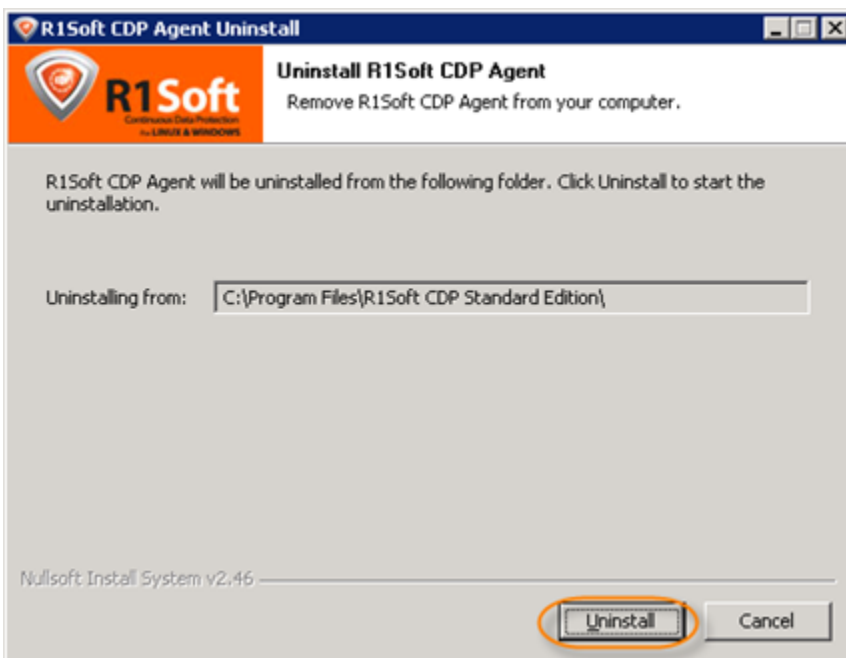 R1Soft CDP Agent Uninstall
R1Soft
Continuous Data Protection
for LINUX & WINDOWS
Uninstall R1Soft CDP Agent
Remove R1Soft CDP Agent from your computer.
R1Soft CDP Agent will be uninstalled from the following folder. Click Uninstall to start the
uninstallation.
Uninstalling from:
C:\Program Files\R1Soft CDP Standard Edition\
Nullsoft Install System v2.46
Uninstall
Cancel